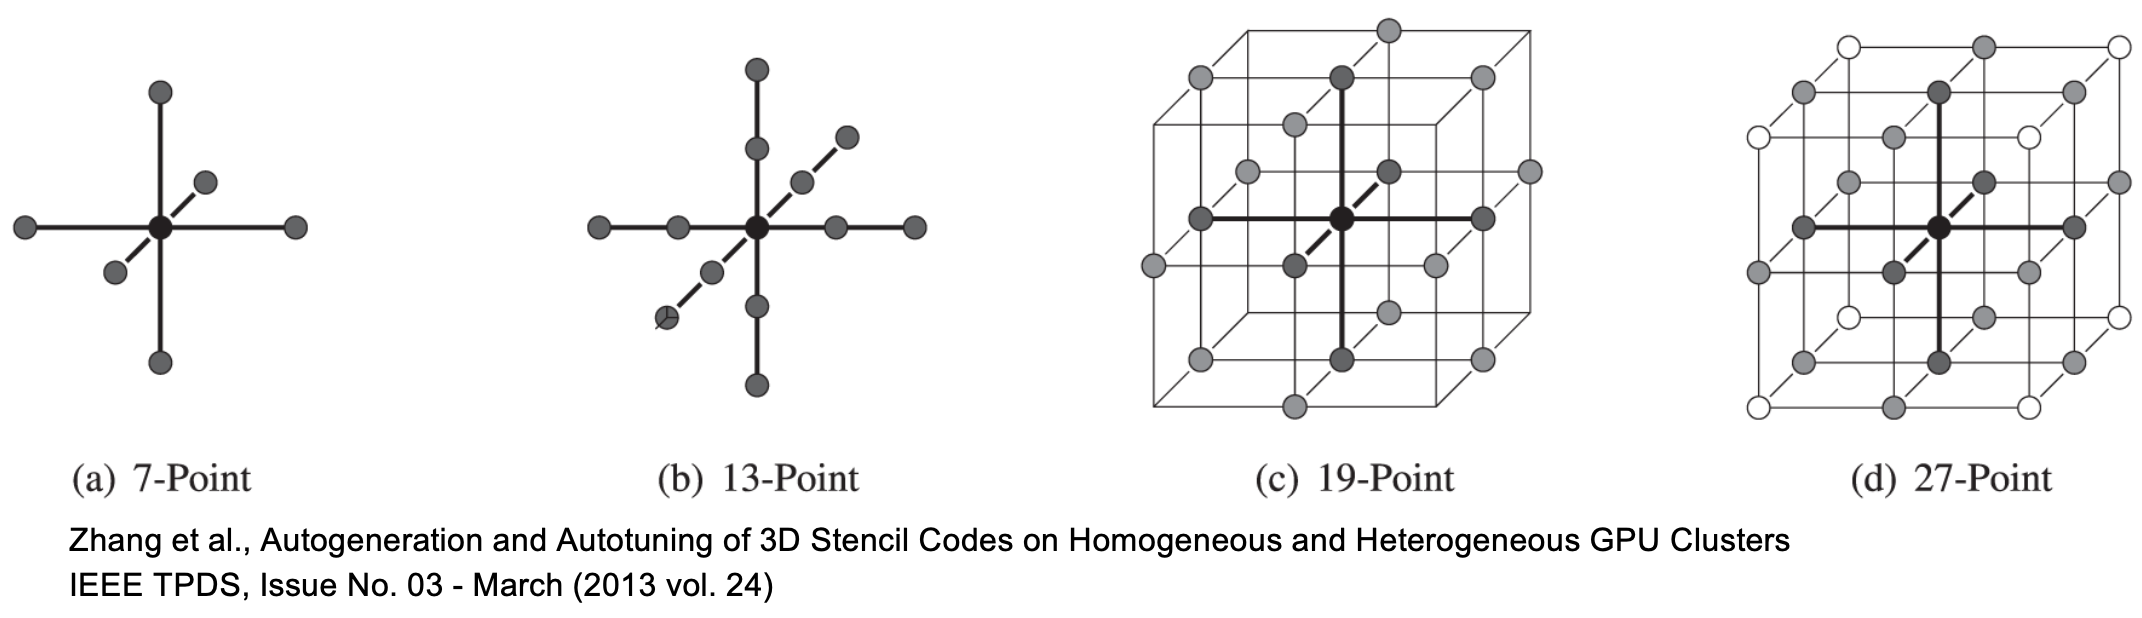 (a) 7-Point
(b) 13-Point
(c) 19-Point
(d) 27-Point
Zhang et al., Autogeneration and Autotuning of 3D Stencil Codes on Homogeneous and Heterogeneous GPU Clusters
IEEE TPDS, Issue No. 03 - March (2013 vol. 24)